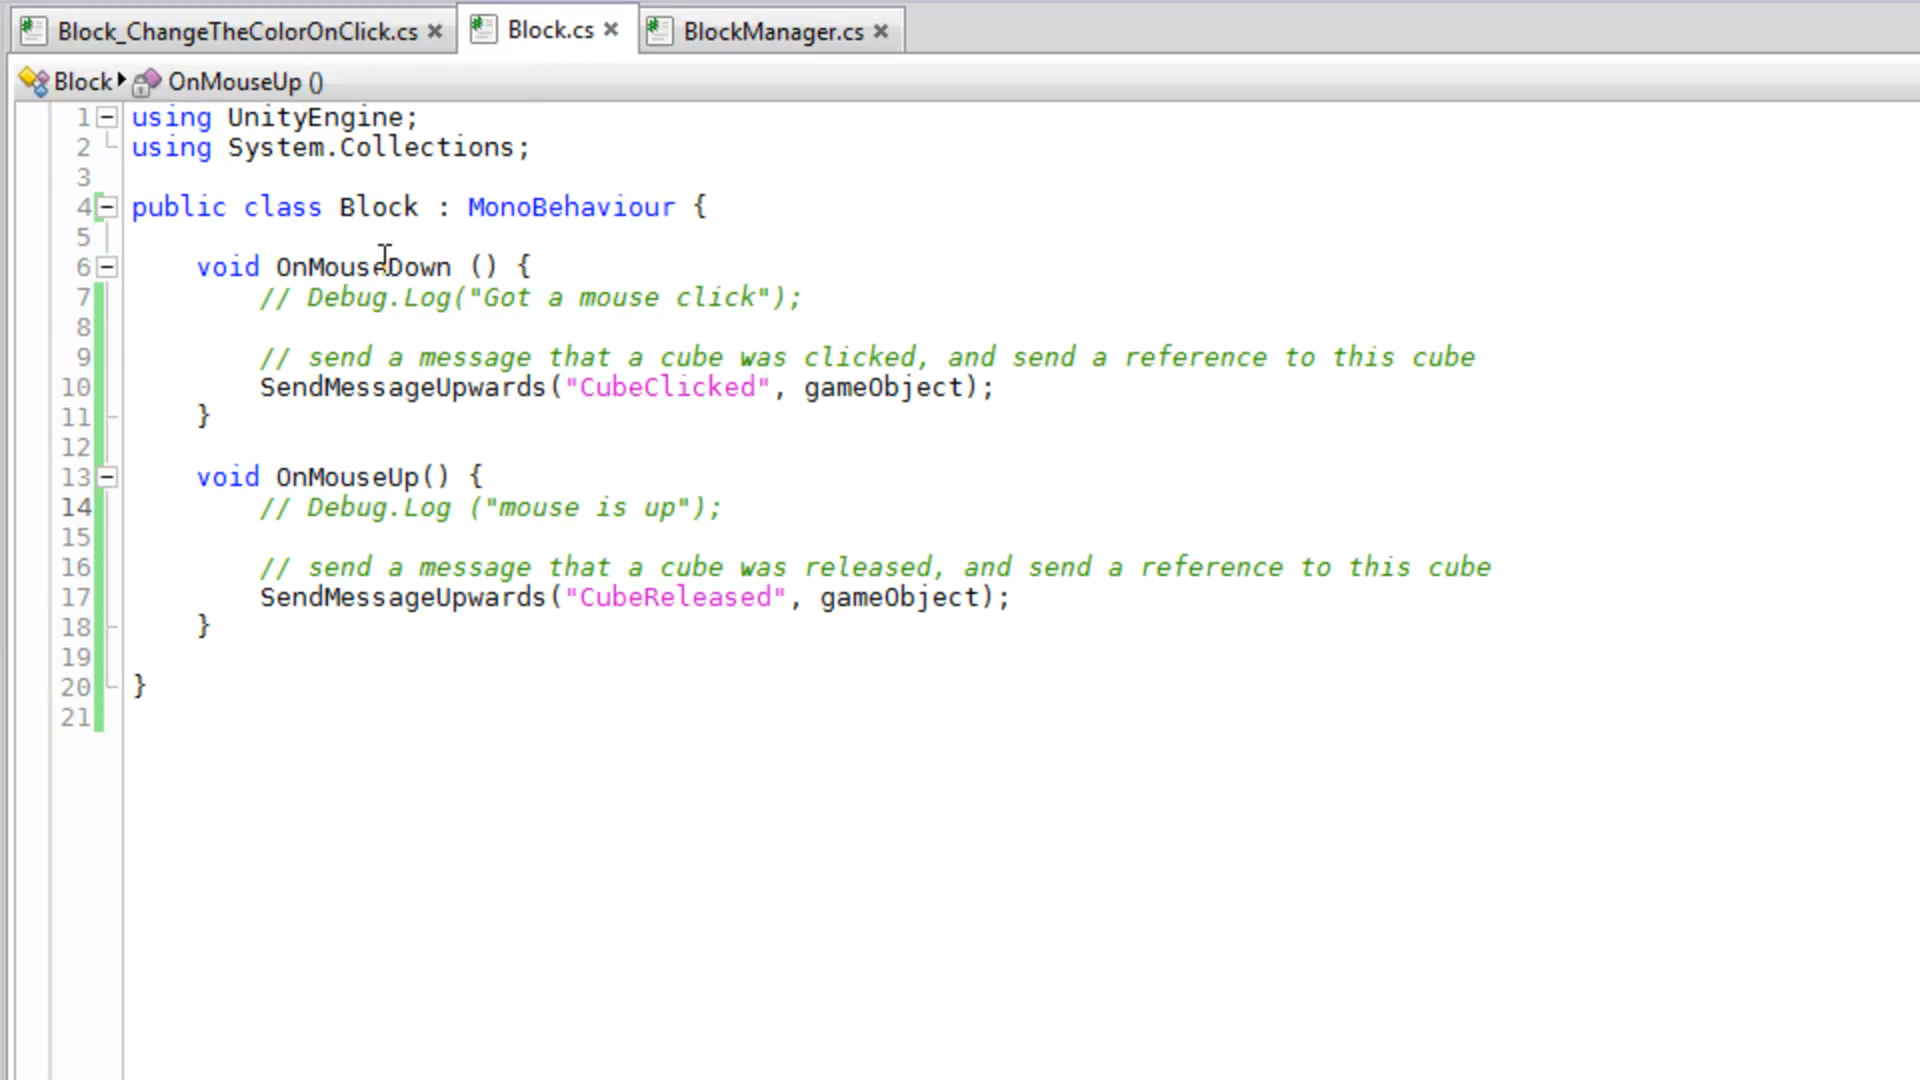 Block_ChangeTheColorOnClick.cs Block.cs BlockManager.cs
Block OnMouseUp ()
1 using UnityEngine;
2 using System.Collections;
3
4 public class Block : MonoBehaviour {
5
6 void OnMouseDown () {
7 // Debug.Log("Got a mouse click");
8
9 // send a message that a cube was clicked, and send a reference to this cube
10 SendMessageUpwards("CubeClicked", gameObject);
11 }
12
13 void OnMouseUp() {
14 // Debug.Log ("mouse is up");
15
16 // send a message that a cube was released, and send a reference to this cube
17 SendMessageUpwards("CubeReleased", gameObject);
18 }
19
20 }
21